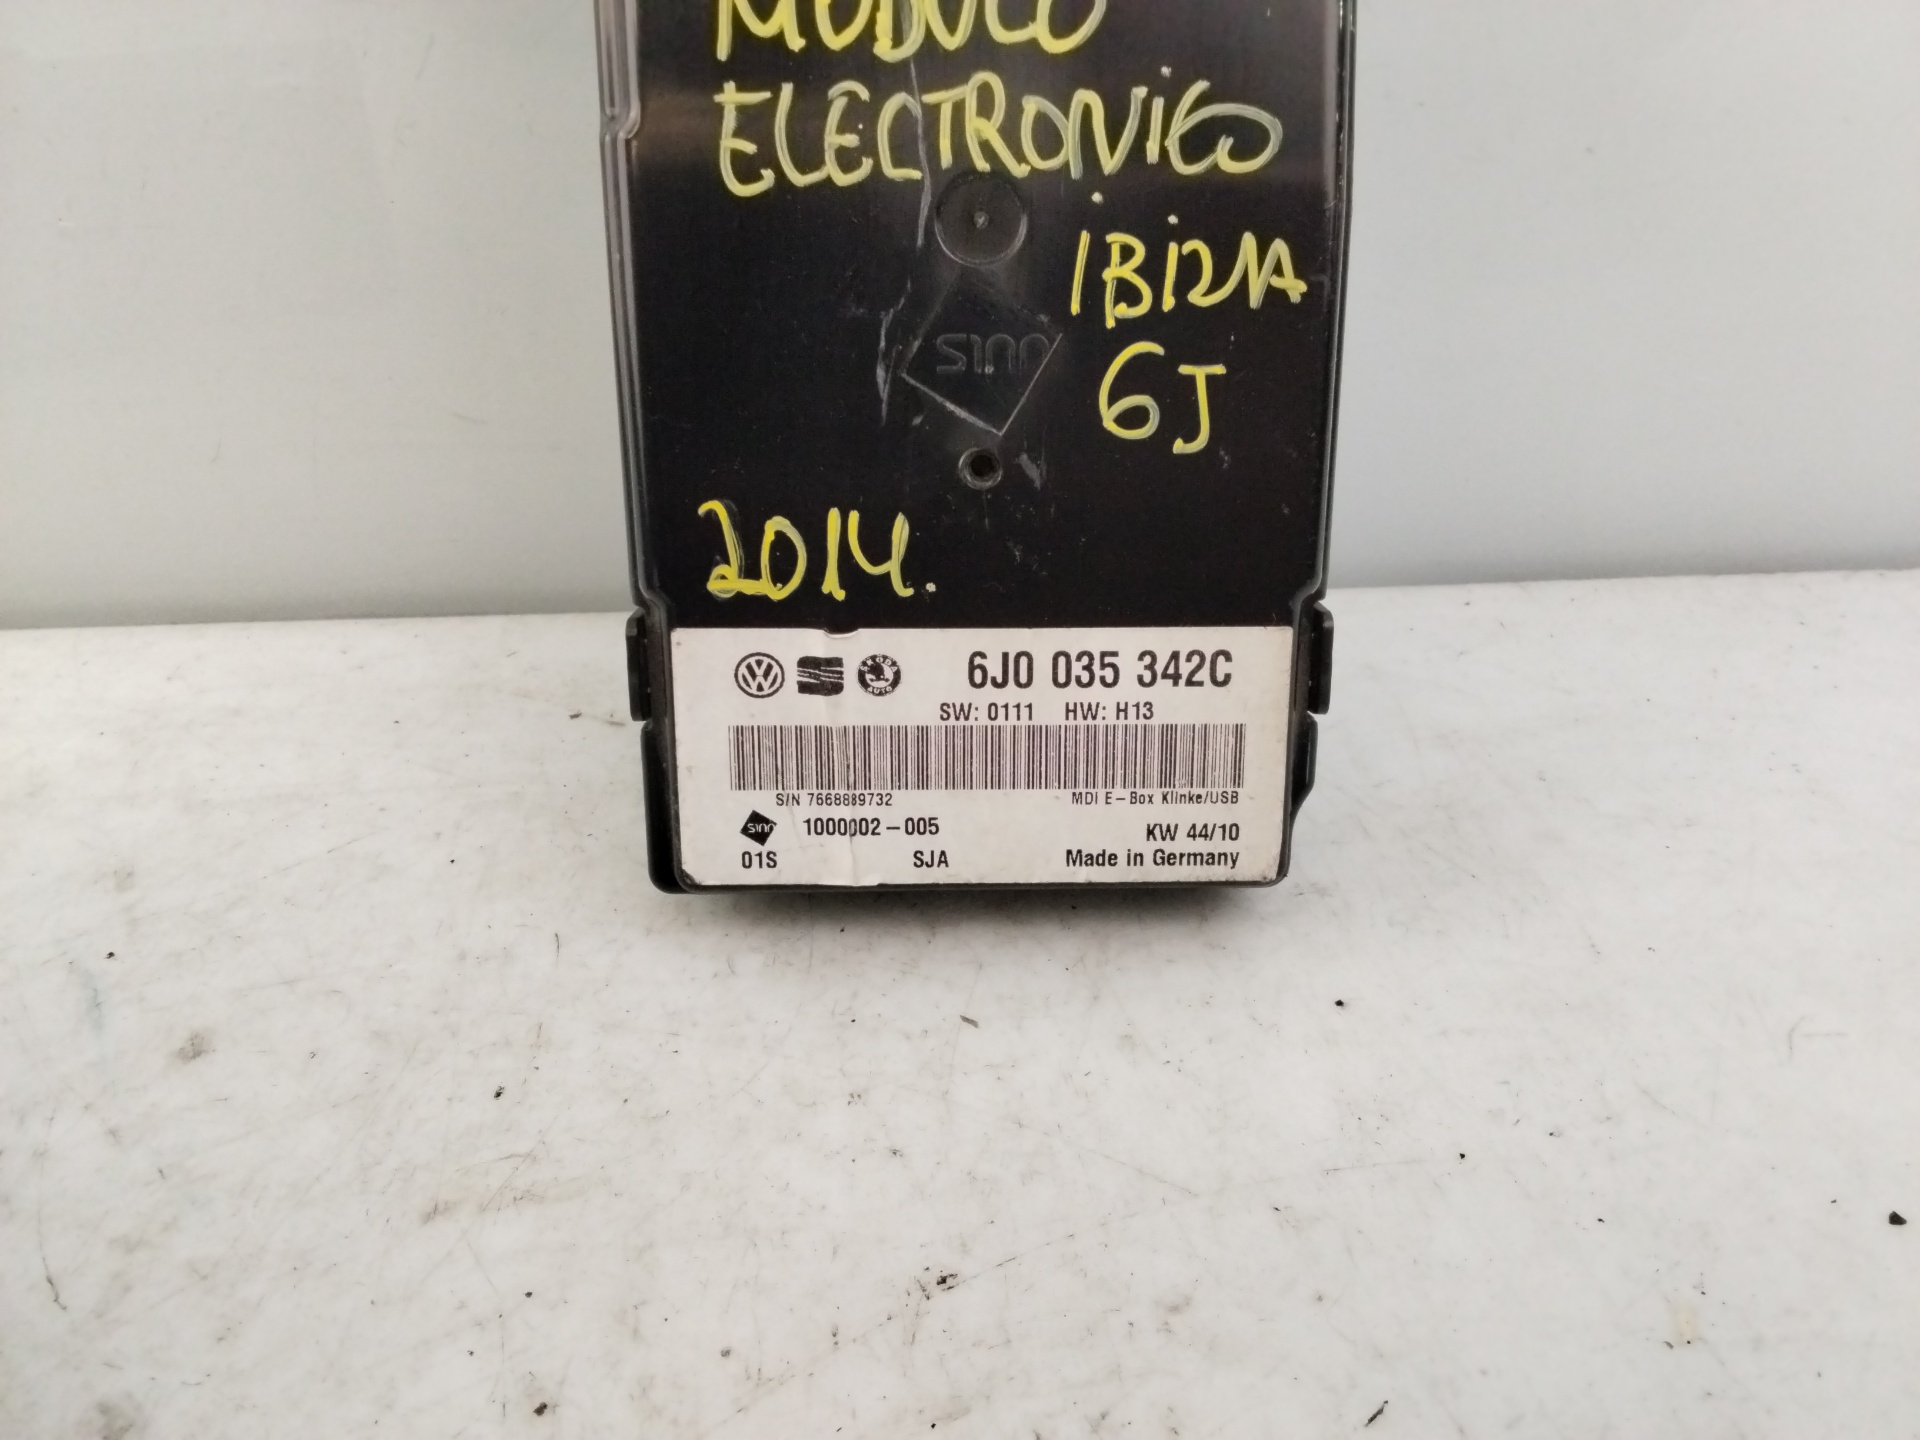 MODULO
ELECTRONICO
IBIZA
6J
2014.
6J0 035 342C
SW: 0111 HW: H13
S/N 7668889732 MDI E-Box Klinke/USB
1000002-005 KW 44/10
01S SJA Made in Germany